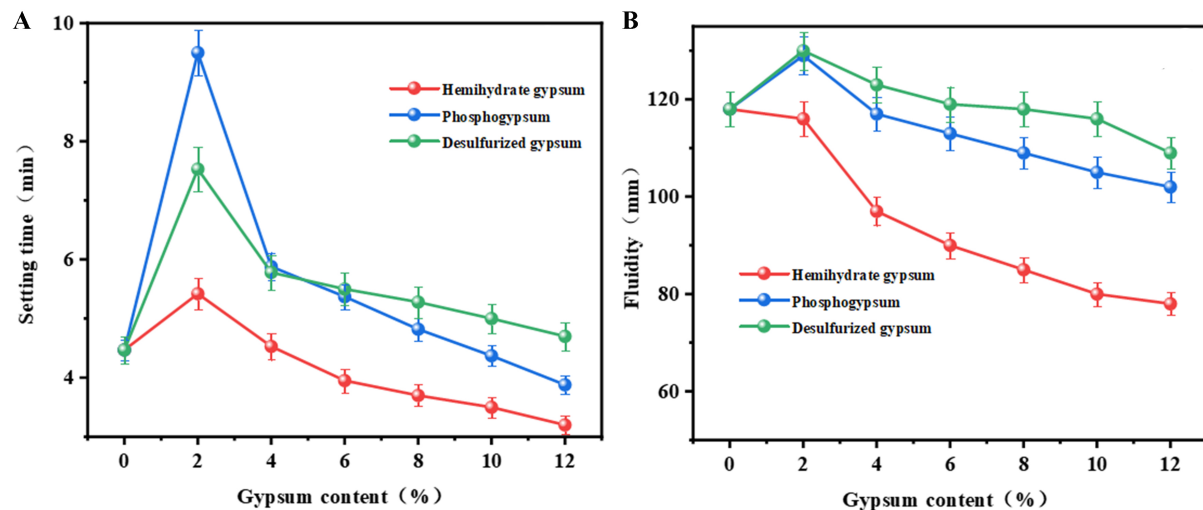 A
10
8
6
4
Setting time（min）
0 2 4 6 8 10 12
Gypsum content（%）
Hemihydrate gypsum
Phosphogypsum
Desulfurized gypsum
B
120
100
80
60
Fluidity（mm）
0 2 4 6 8 10 12
Gypsum content（%）
Hemihydrate gypsum
Phosphogypsum
Desulfurized gypsum